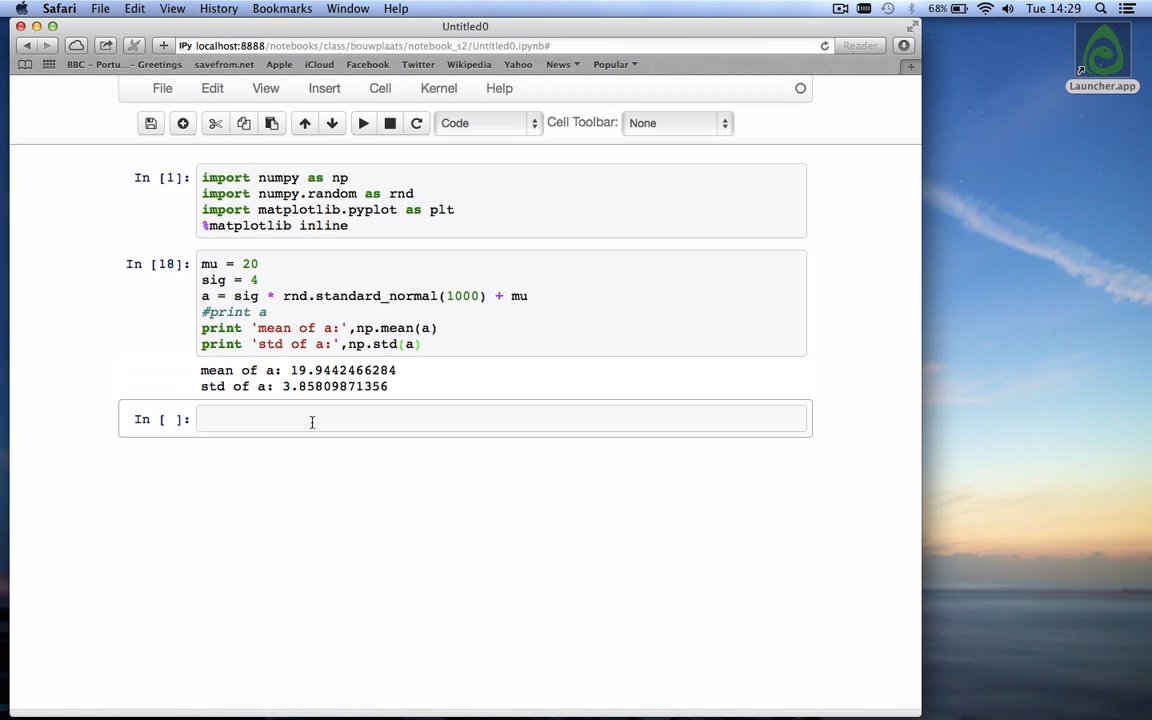 Safari File Edit View History Bookmarks Window Help 68% Tue 14:29
Untitled0
IPy localhost:8888/notebooks/class/bouwplaats/notebook_s2/Untitled0.ipynb# Reader
BBC - Portu...- Greetings savefrom.net Apple iCloud Facebook Twitter Wikipedia Yahoo News Popular
Launcher.app
File Edit View Insert Cell Kernel Help
Code Cell Toolbar: None
In [1]: import numpy as np
import numpy.random as rnd
import matplotlib.pyplot as plt
%matplotlib inline
In [18]: mu = 20
sig = 4
a = sig * rnd.standard_normal(1000) + mu
#print a
print 'mean of a:',np.mean(a)
print 'std of a:',np.std(a)
mean of a: 19.9442466284
std of a: 3.85809871356
In [ ]: